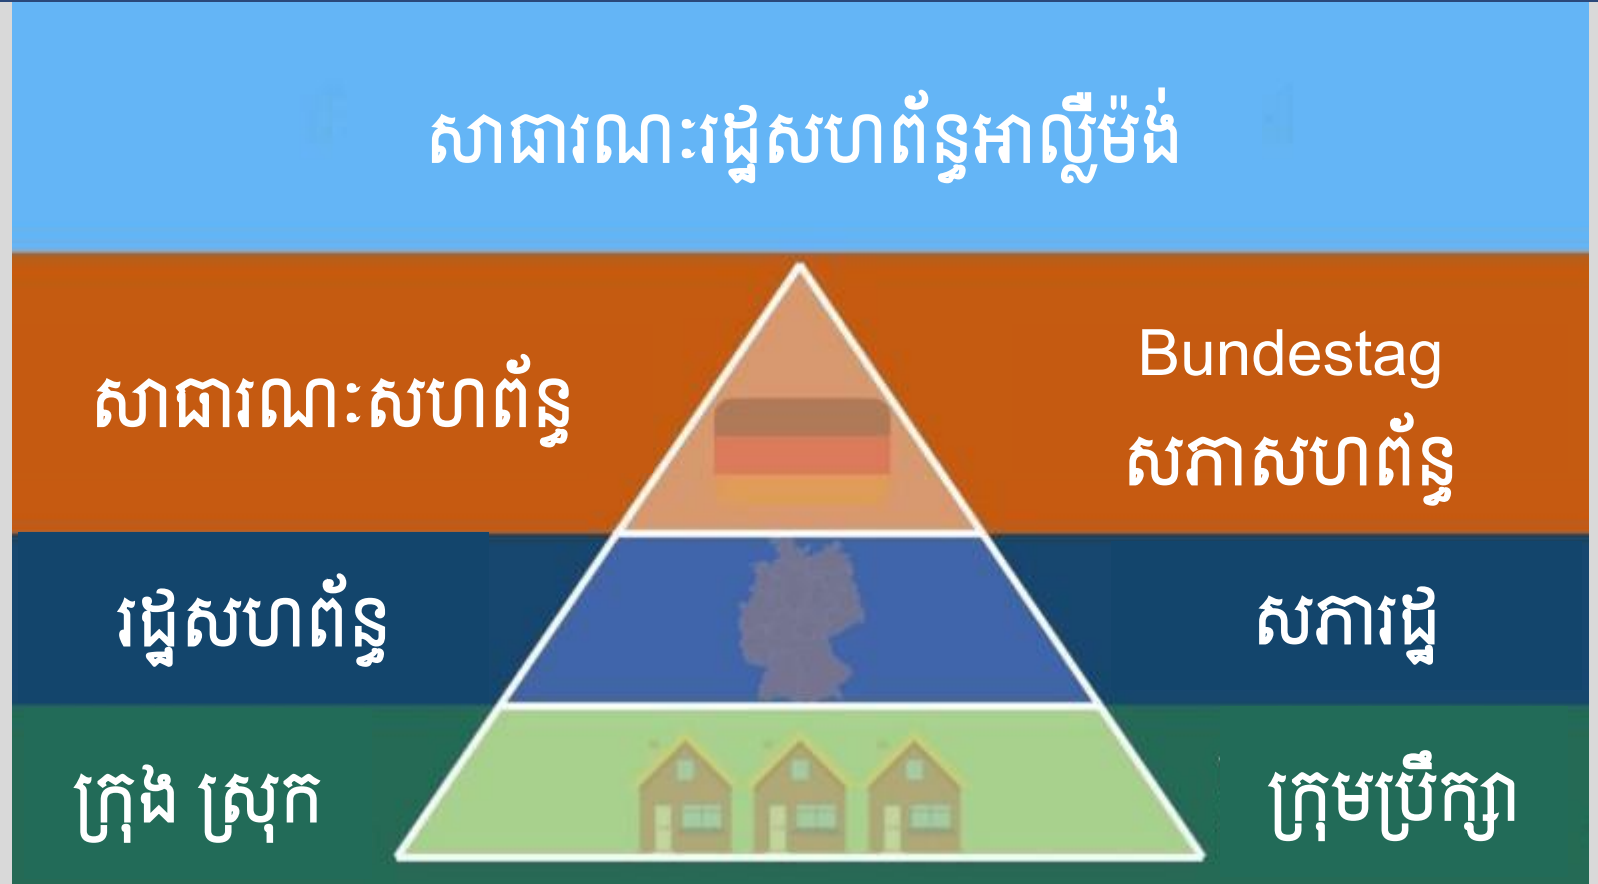 សាធារណៈរដ្ឋសហព័ន្ធអាល្លឺម៉ង់
សាធារណៈសហព័ន្ធ
Bundestag
សភាសហព័ន្ធ
រដ្ឋសហព័ន្ធ
សភារដ្ឋ
ក្រុង ស្រុក
ក្រុមប្រឹក្សា